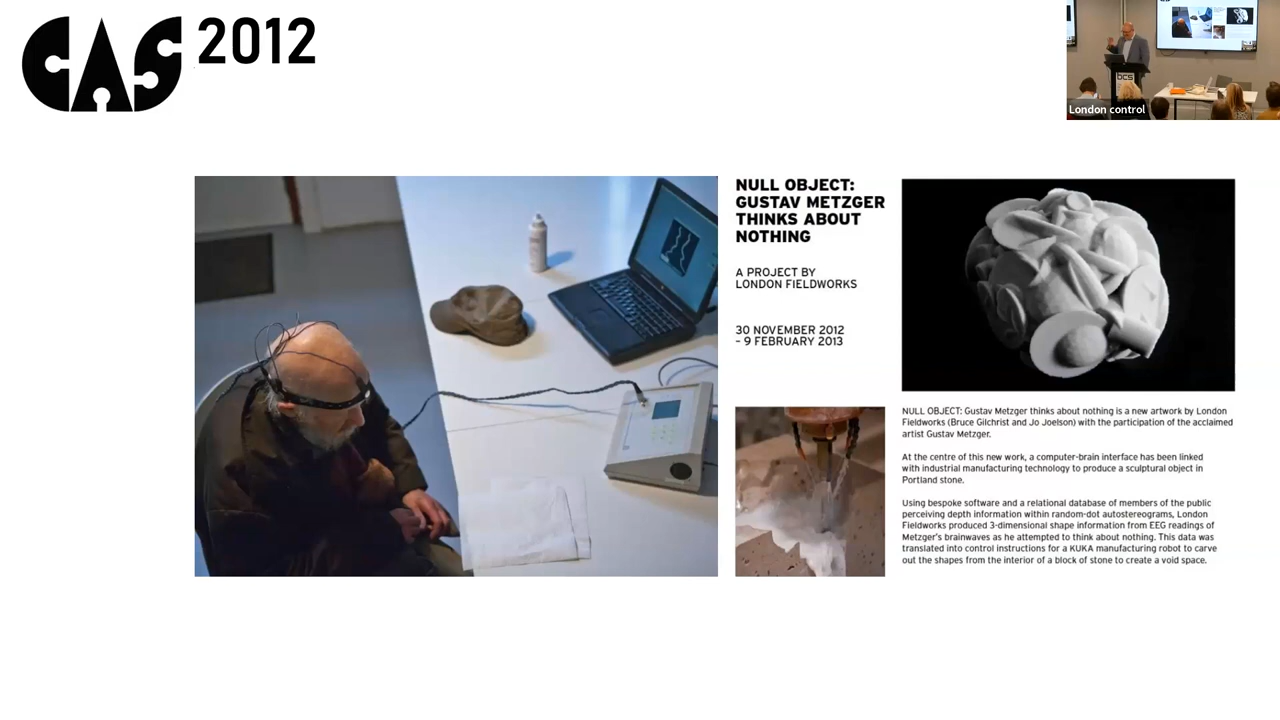 CAS 2012
London control
bcs
NULL OBJECT:
GUSTAV METZGER
THINKS ABOUT
NOTHING
A PROJECT BY
LONDON FIELDWORKS
30 NOVEMBER 2012
- 9 FEBRUARY 2013
NULL OBJECT: Gustav Metzger thinks about nothing is a new artwork by London
Fieldworks (Bruce Gilchrist and Jo Joelson) with the participation of the acclaimed
artist Gustav Metzger.
At the centre of this new work, a computer-brain interface has been linked
with industrial manufacturing technology to produce a sculptural object in
Portland stone.
Using bespoke software and a relational database of members of the public
perceiving depth information within random-dot autostereograms, London
Fieldworks produced 3-dimensional shape information from EEG readings of
Metzger's brainwaves as he attempted to think about nothing. This data was
translated into control instructions for a KUKA manufacturing robot to carve
out the shapes from the interior of a block of stone to create a void space.